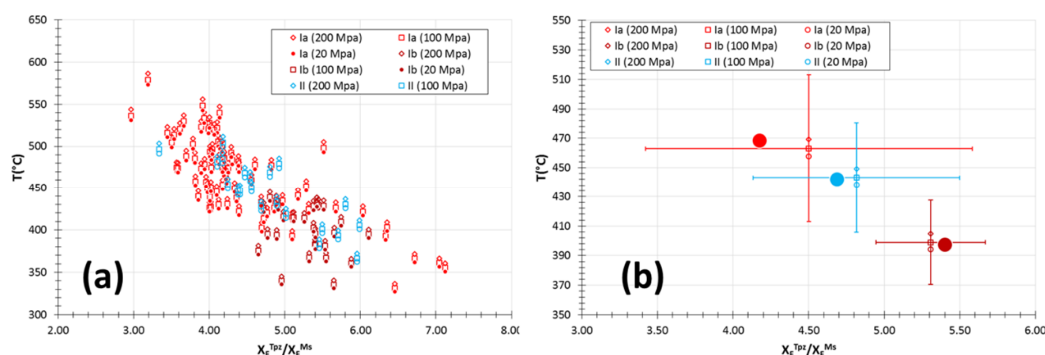 650
600
550
500
450
400
350
300
T(°C)
Ia (200 Mpa) Ia (100 Mpa)
Ia (20 Mpa) Ib (200 Mpa)
Ib (100 Mpa) Ib (20 Mpa)
II (200 Mpa) II (100 Mpa)
(a)
2.00 3.00 4.00 5.00 6.00 7.00 8.00
X_F^Tpz/X_F^Ms
550
530
510
490
470
450
430
410
390
370
350
T(°C)
Ia (200 Mpa) Ia (100 Mpa) Ia (20 Mpa)
Ib (200 Mpa) Ib (100 Mpa) Ib (20 Mpa)
II (200 Mpa) II (100 Mpa) II (20 Mpa)
(b)
3.00 4.00 5.00 6.00
X_F^Tpz/X_F^Ms